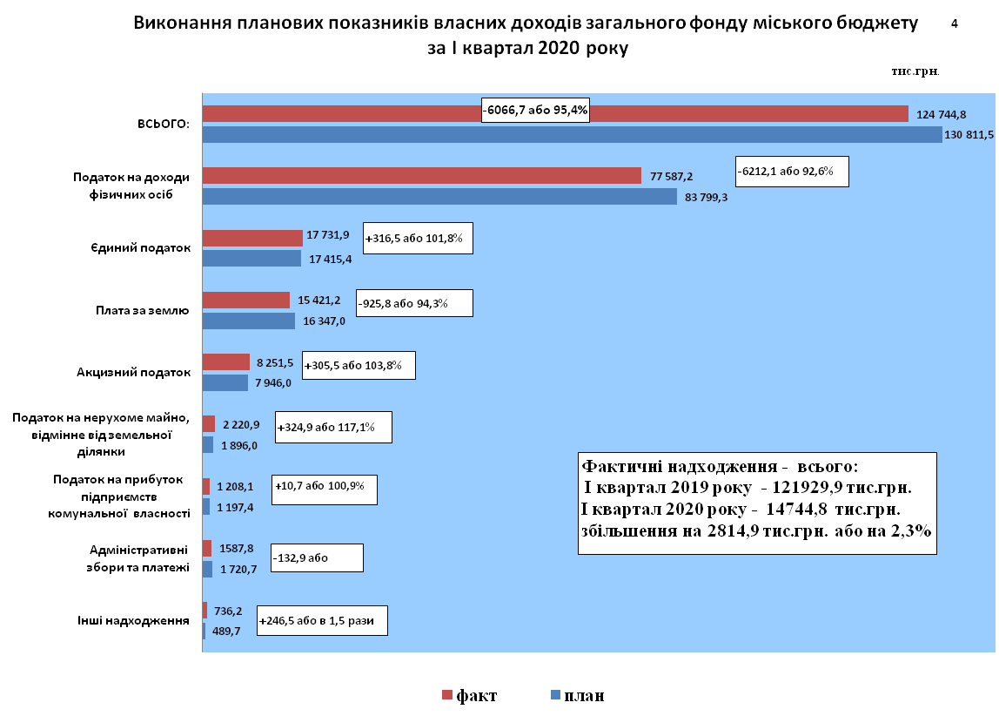 Виконання планових показників власних доходів загального фонду міського бюджету
за І квартал 2020 року
4
тис.грн.
ВСЬОГО:
-6066,7 або 95,4%
124 744,8
130 811,5
Податок на доходи
фізичних осіб
77 587,2
83 799,3
-6212,1 або 92,6%
Єдиний податок
17 731,9
17 415,4
+316,5 або 101,8%
Плата за землю
15 421,2
16 347,0
-925,8 або 94,3%
Акцизний податок
8 251,5
7 946,0
+305,5 або 103,8%
Податок на нерухоме майно,
відмінне від земельної
ділянки
2 220,9
1 896,0
+324,9 або 117,1%
Податок на прибуток
підприємств
комунальної власності
1 208,1
1 197,4
+10,7 або 100,9%
Адміністративні
збори та платежі
1587,8
1 720,7
-132,9 або
Інші надходження
736,2
489,7
+246,5 або в 1,5 рази
Фактичні надходження - всього:
І квартал 2019 року - 121929,9 тис.грн.
І квартал 2020 року - 14744,8 тис.грн.
збільшення на 2814,9 тис.грн. або на 2,3%
факт
план